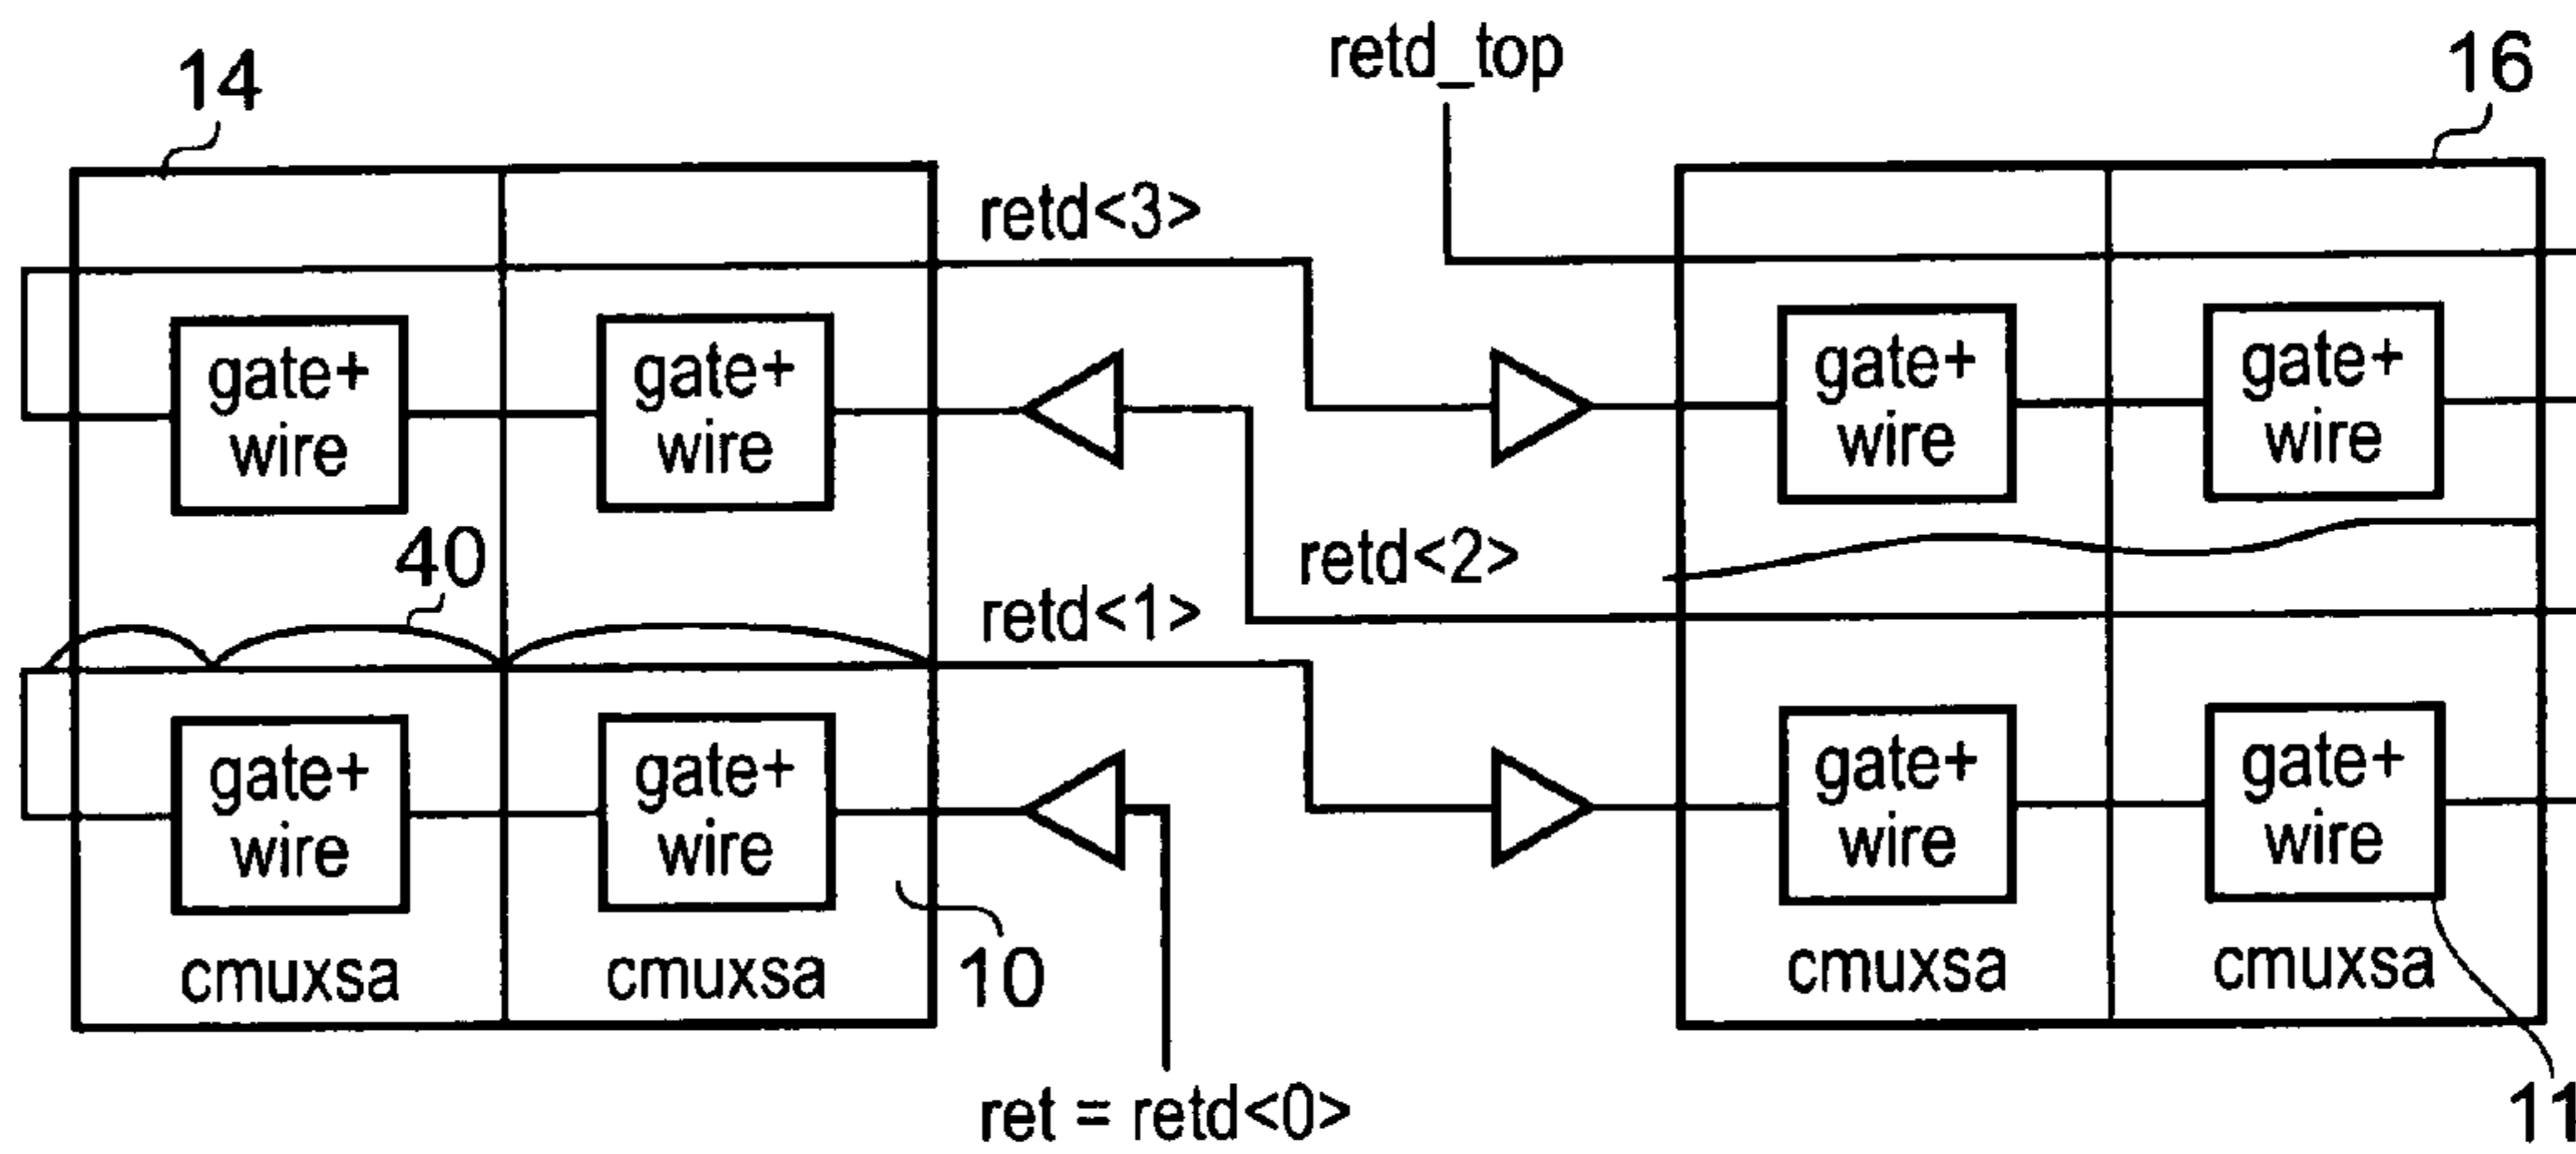 retd_top
14
16
retd<3>
gate+
wire
gate+
wire
gate+
wire
gate+
wire
40
retd<2>
retd<1>
gate+
wire
gate+
wire
gate+
wire
gate+
wire
cmuxsa
cmuxsa
10
cmuxsa
cmuxsa
11
ret = retd<0>